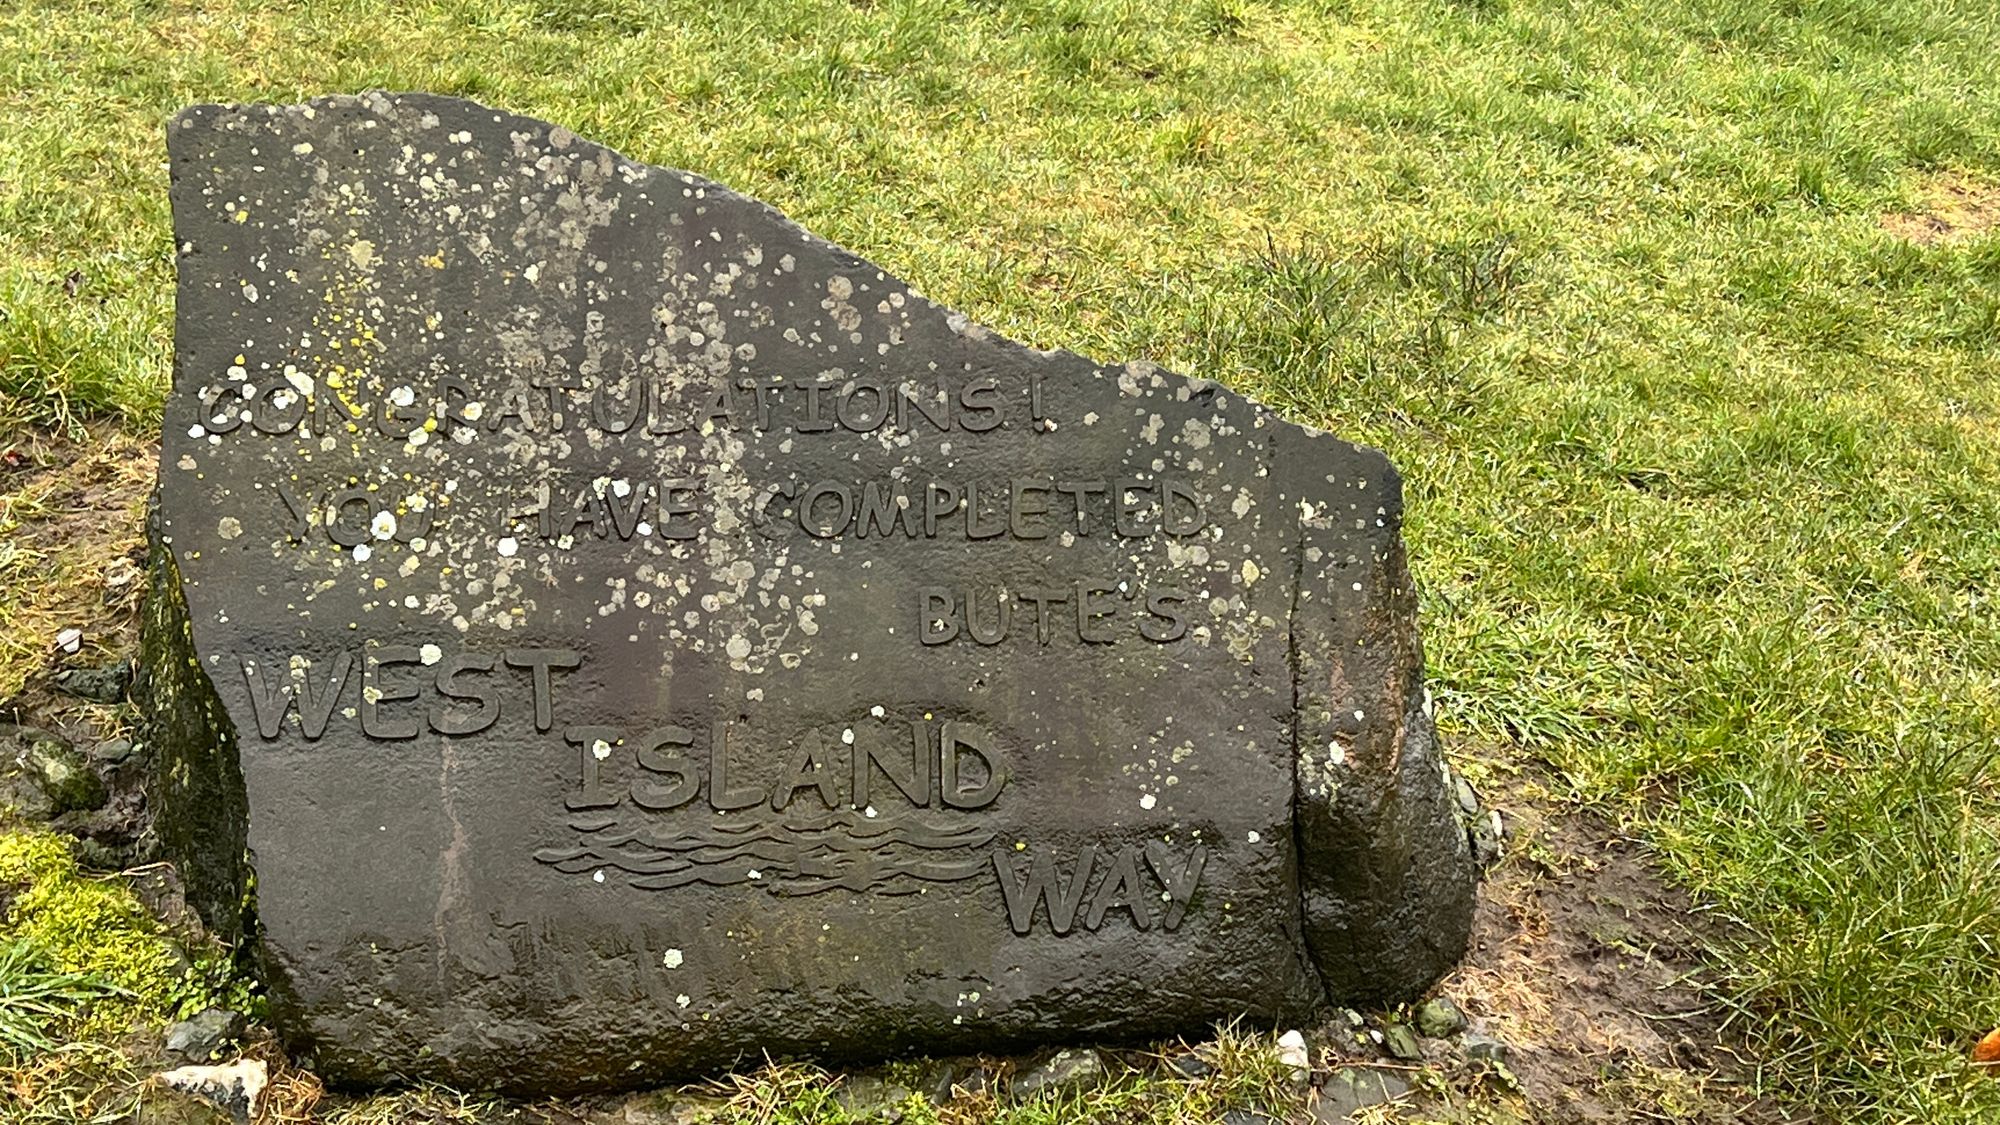 CONGRATULATIONS!
YOU HAVE COMPLETED
BUTE'S
WEST
ISLAND
WAY